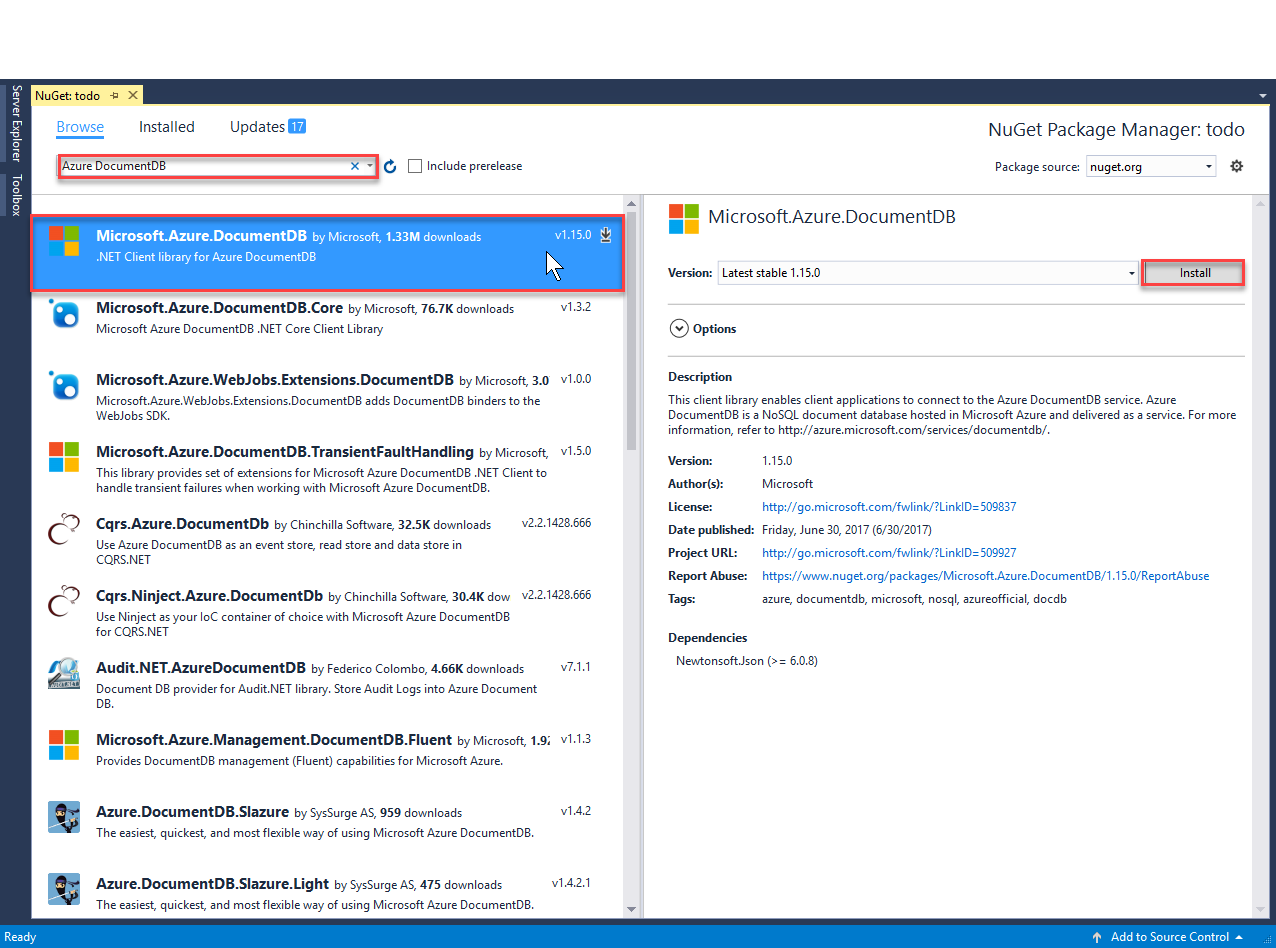 Server Explorer
Toolbox
NuGet: todo
Browse
Installed
Updates 17
NuGet Package Manager: todo
Azure DocumentDB
Include prerelease
Package source: nuget.org
Microsoft.Azure.DocumentDB by Microsoft, 1.33M downloads v1.15.0
.NET Client library for Azure DocumentDB
Microsoft.Azure.DocumentDB.Core by Microsoft, 76.7K downloads v1.3.2
Microsoft Azure DocumentDB .NET Core Client Library
Microsoft.Azure.WebJobs.Extensions.DocumentDB by Microsoft, 3.0 v1.0.0
Microsoft.Azure.WebJobs.Extensions.DocumentDB adds DocumentDB binders to the
WebJobs SDK.
Microsoft.Azure.DocumentDB.TransientFaultHandling by Microsoft, v1.5.0
This library provides set of extensions for Microsoft Azure DocumentDB .NET Client to
handle transient failures when working with Microsoft Azure DocumentDB.
Cqrs.Azure.DocumentDb by Chinchilla Software, 32.5K downloads v2.2.1428.666
Use Azure DocumentDB as an event store, read store and data store in
CQRS.NET
Cqrs.Ninject.Azure.DocumentDb by Chinchilla Software, 30.4K dow v2.2.1428.666
Use Ninject as your IoC container of choice with Microsoft Azure DocumentDB
for CQRS.NET
Audit.NET.AzureDocumentDB by Federico Colombo, 4.66K downloads v7.1.1
Document DB provider for Audit.NET library. Store Audit Logs into Azure Document
DB.
Microsoft.Azure.Management.DocumentDB.Fluent by Microsoft, 1.92 v1.1.3
Provides DocumentDB management (Fluent) capabilities for Microsoft Azure.
Azure.DocumentDB.Slazure by SysSurge AS, 959 downloads v1.4.2
The easiest, quickest, and most flexible way of using Microsoft Azure DocumentDB.
Azure.DocumentDB.Slazure.Light by SysSurge AS, 475 downloads v1.4.2.1
The easiest, quickest, and most flexible way of using Microsoft Azure DocumentDB.
Microsoft.Azure.DocumentDB
Version: Latest stable 1.15.0
Install
Options
Description
This client library enables client applications to connect to the Azure DocumentDB service. Azure
DocumentDB is a NoSQL document database hosted in Microsoft Azure and delivered as a service. For more
information, refer to http://azure.microsoft.com/services/documentdb/.
Version: 1.15.0
Author(s): Microsoft
License: http://go.microsoft.com/fwlink/?LinkID=509837
Date published: Friday, June 30, 2017 (6/30/2017)
Project URL: http://go.microsoft.com/fwlink/?LinkID=509927
Report Abuse: https://www.nuget.org/packages/Microsoft.Azure.DocumentDB/1.15.0/ReportAbuse
Tags: azure, documentdb, microsoft, nosql, azureofficial, docdb
Dependencies
Newtonsoft.Json (>= 6.0.8)
Ready
Add to Source Control